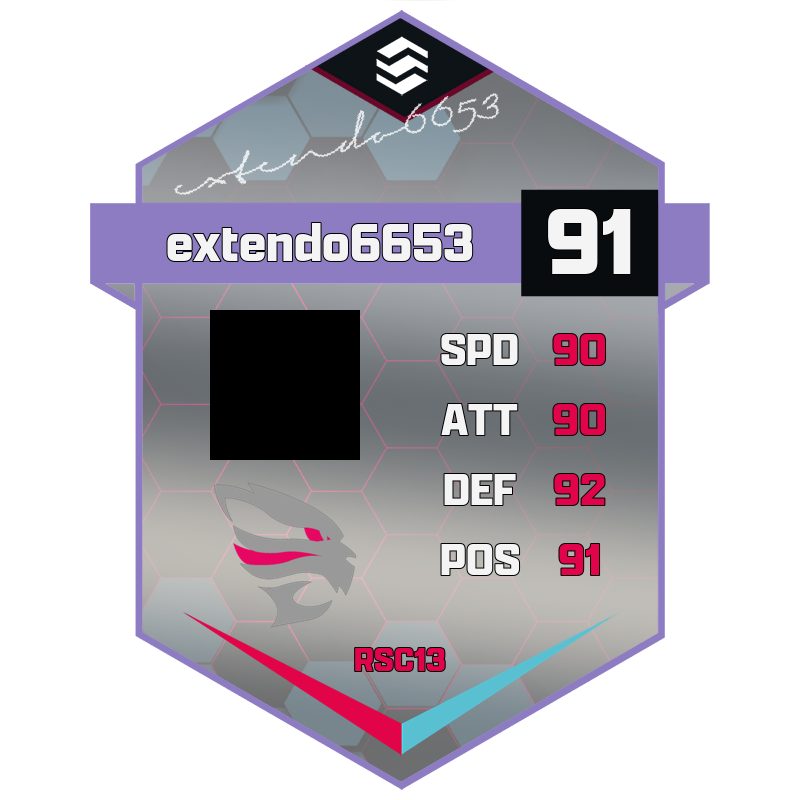 extendo6653
extendo6653 91
SPD 90
ATT 90
DEF 92
POS 91
RSC13